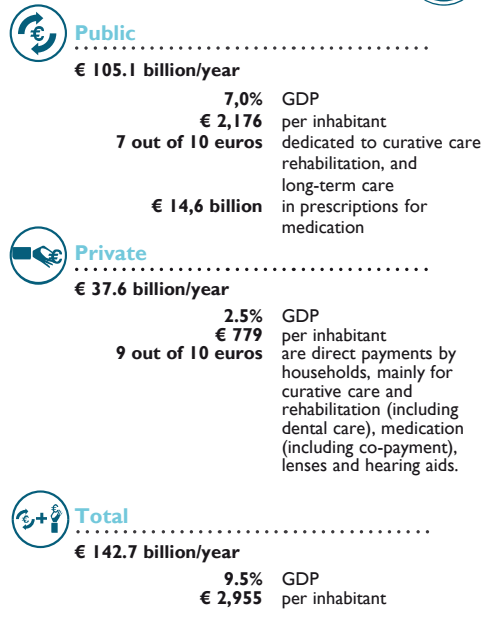 Public
€ 105.1 billion/year
7,0% GDP
€ 2,176 per inhabitant
7 out of 10 euros dedicated to curative care
rehabilitation, and
long-term care
€ 14,6 billion in prescriptions for
medication
Private
€ 37.6 billion/year
2.5% GDP
€ 779 per inhabitant
9 out of 10 euros are direct payments by
households, mainly for
curative care and
rehabilitation (including
dental care), medication
(including co-payment),
lenses and hearing aids.
Total
€ 142.7 billion/year
9.5% GDP
€ 2,955 per inhabitant